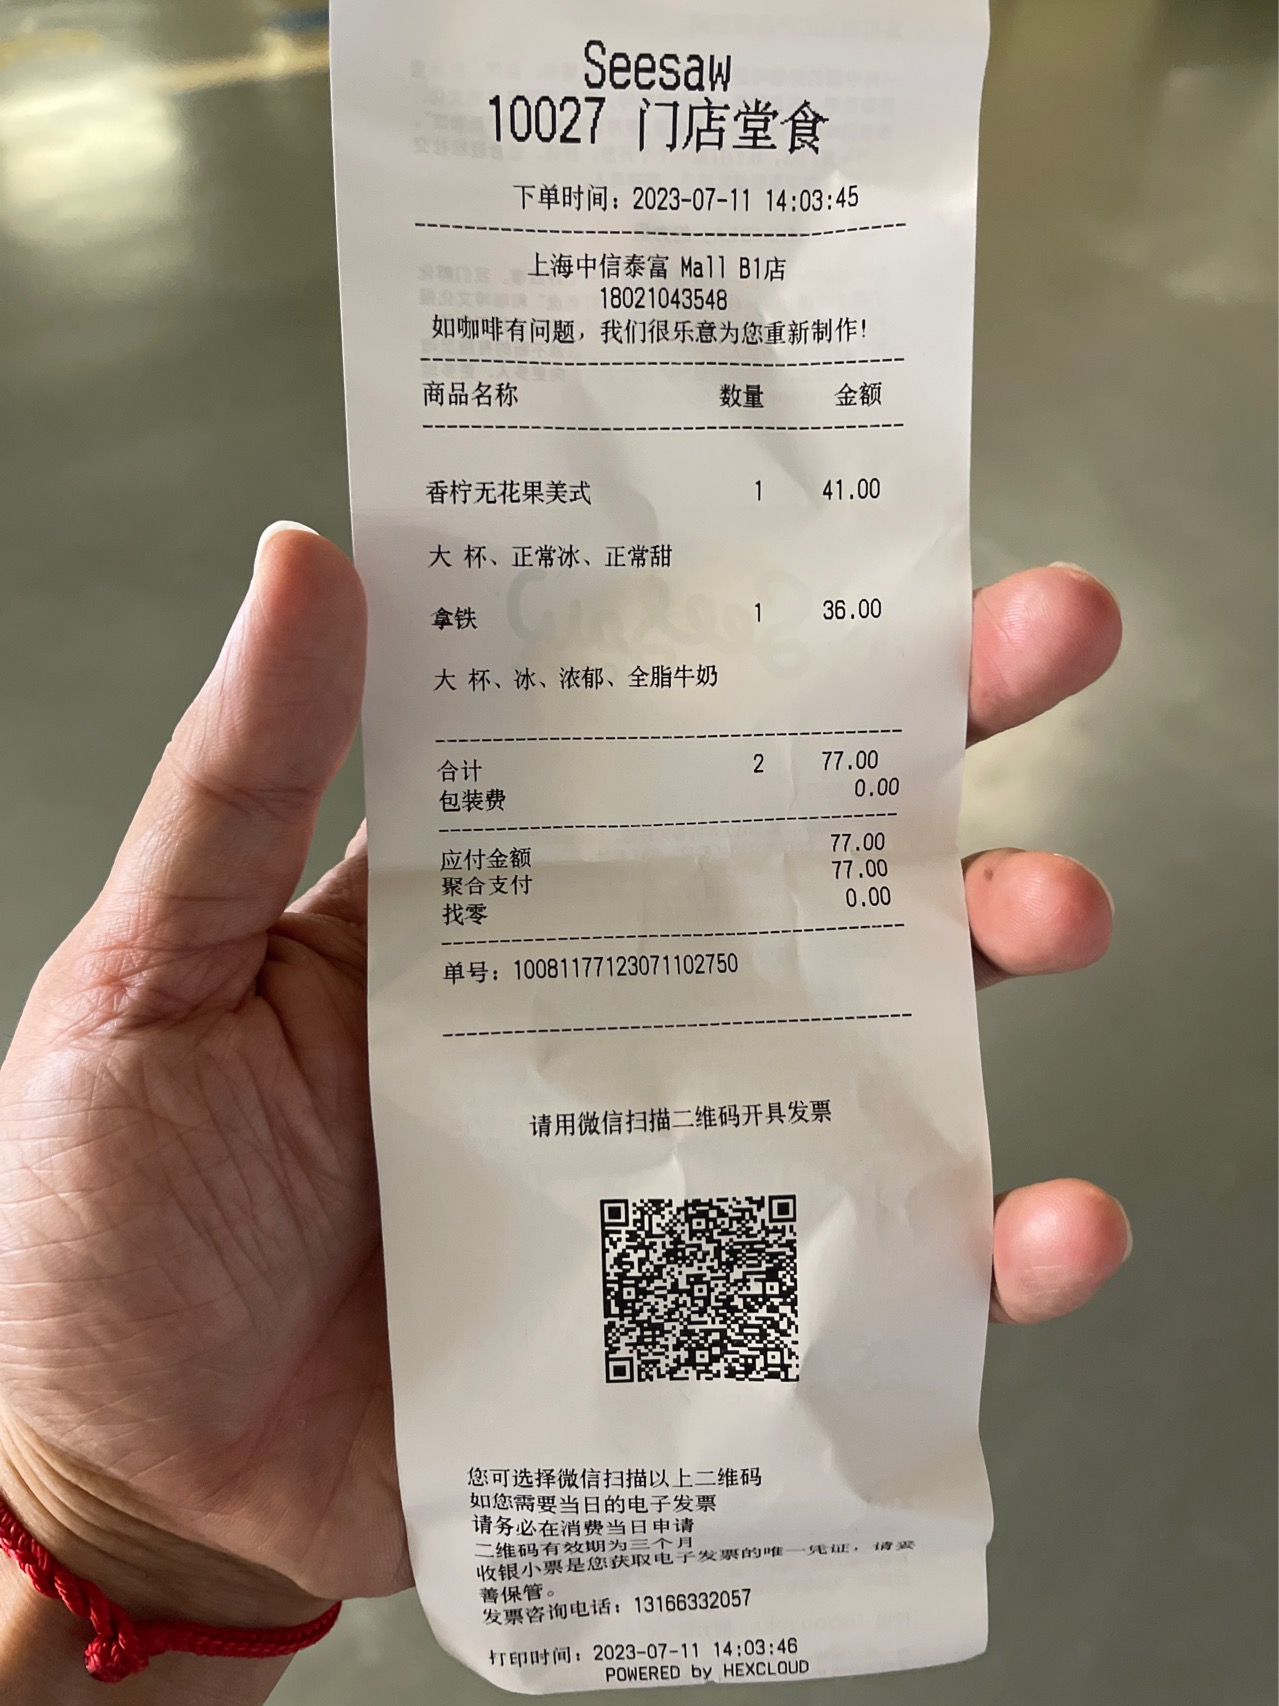 Seesaw
10027 门店堂食
下单时间：2023-07-11 14:03:45
上海中信泰富 Mall B1店
18021043548
如咖啡有问题，我们很乐意为您重新制作！
商品名称 数量 金额
香柠无花果美式 1 41.00
大 杯、正常冰、正常甜
拿铁 1 36.00
大 杯、冰、浓郁、全脂牛奶
合计 2 77.00
包装费 0.00
应付金额 77.00
聚合支付 77.00
找零 0.00
单号：10081177123071102750
请用微信扫描二维码开具发票
您可选择微信扫描以上二维码
如您需要当日的电子发票
请务必在消费当日申请
二维码有效期为三个月
收银小票是您获取电子发票的唯一凭证，请妥
善保管。
发票咨询电话：13166332057
打印时间：2023-07-11 14:03:46
POWERED by HEXCLOUD